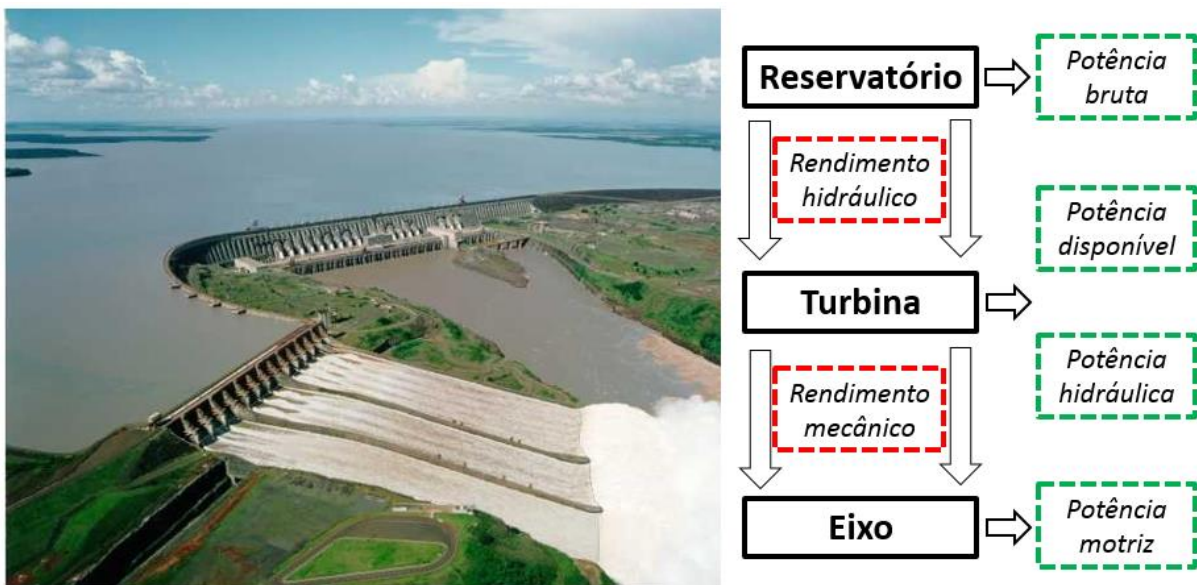 Reservatório
Potência
bruta
Rendimento
hidráulico
Potência
disponível
Turbina
Potência
hidráulica
Rendimento
mecânico
Eixo
Potência
motriz